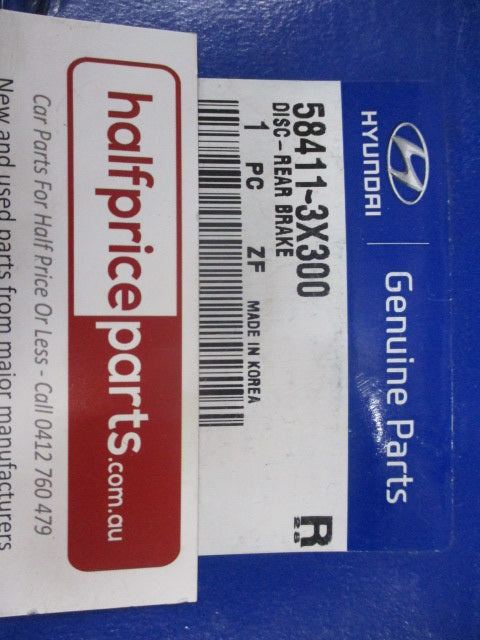 HYUNDAI
Genuine Parts
58411-3X300
DISC-REAR BRAKE
1 PC ZF MADE IN KOREA
R
28
halfpriceparts.com.au
Car Parts For Half Price Or Less - Call 0412 760 479
New and used parts from major manufacturers